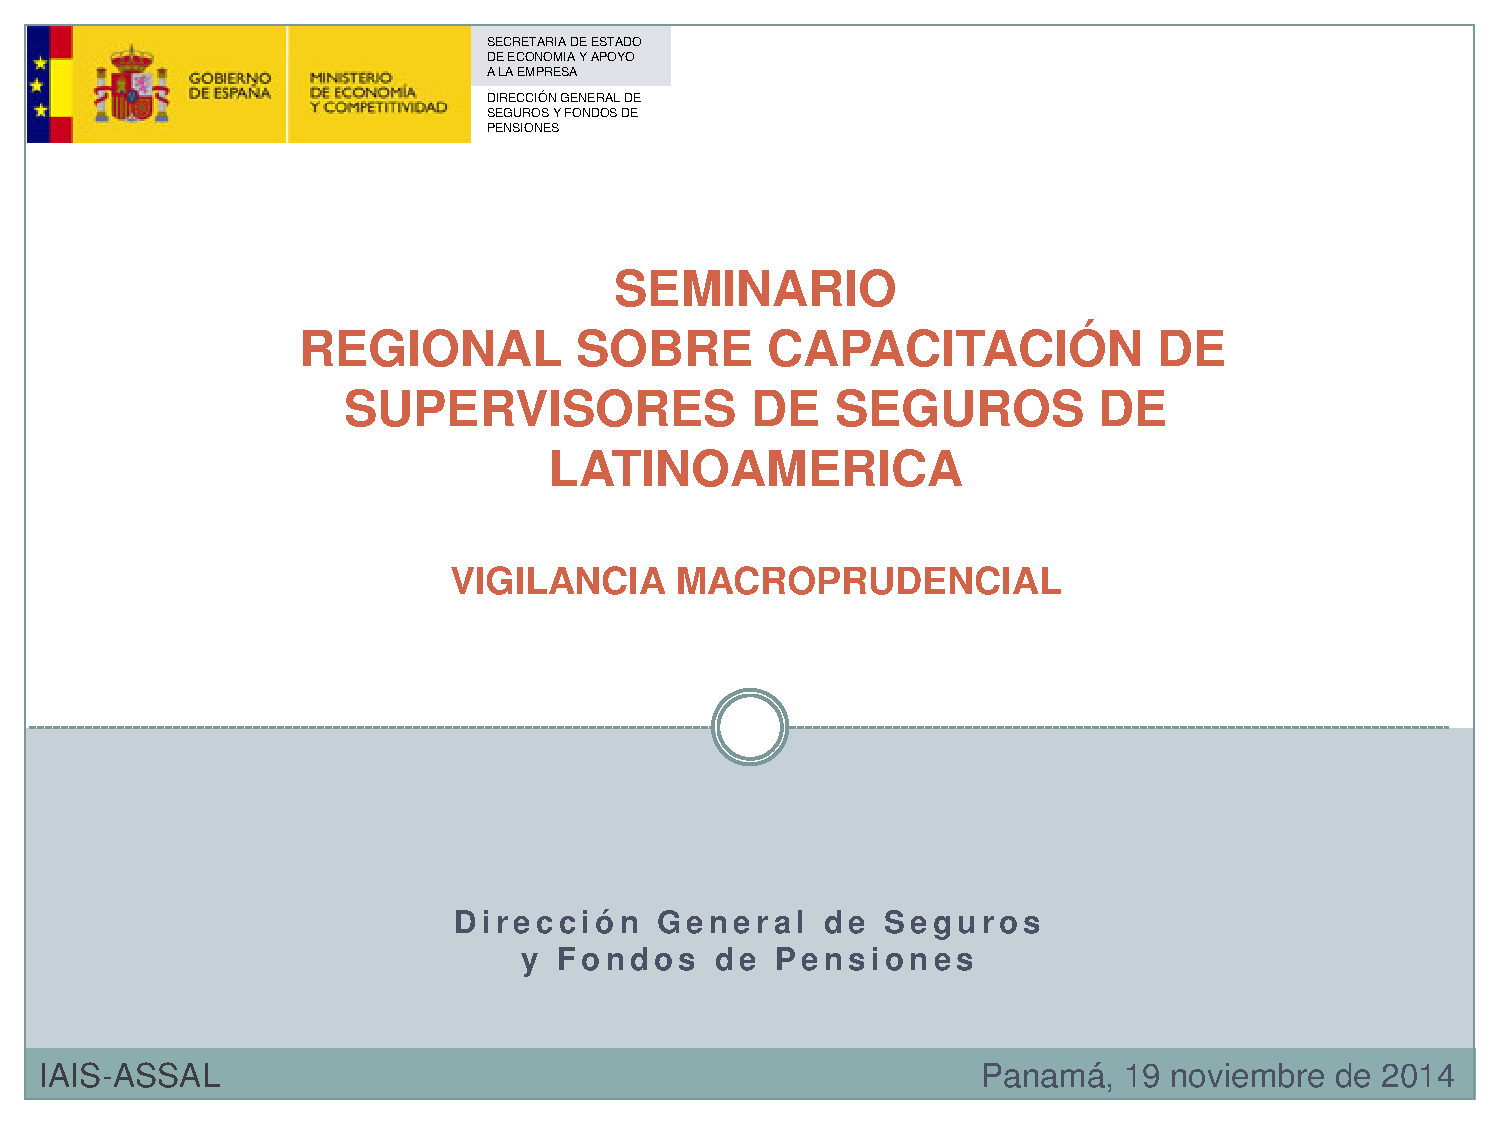 GOBIERNO
DE ESPAÑA
MINISTERIO
DE ECONOMÍA
Y COMPETITIVIDAD
SECRETARIA DE ESTADO
DE ECONOMIA Y APOYO
A LA EMPRESA
DIRECCIÓN GENERAL DE
SEGUROS Y FONDOS DE
PENSIONES
SEMINARIO
REGIONAL SOBRE CAPACITACIÓN DE
SUPERVISORES DE SEGUROS DE
LATINOAMERICA
VIGILANCIA MACROPRUDENCIAL
Dirección General de Seguros
y Fondos de Pensiones
IAIS-ASSAL
Panamá, 19 noviembre de 2014